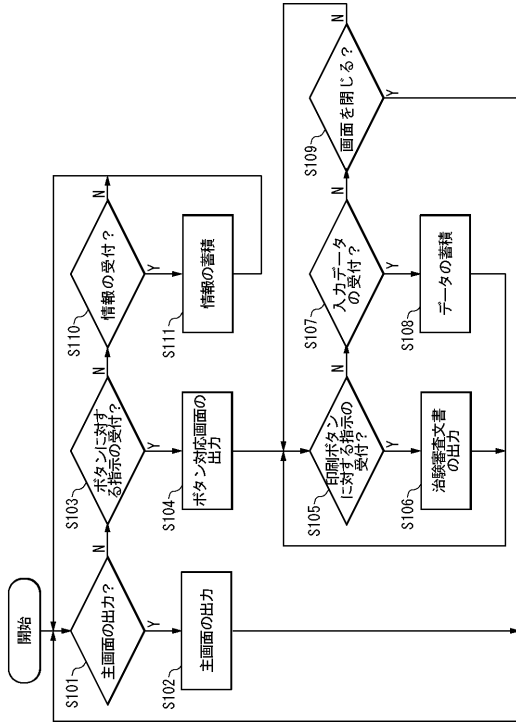 開始
S101
主画面の出力？
N
Y
S102
主画面の出力
S103
ボタンに対す
る指示の受付？
N
Y
S104
ボタン対応画面の
出力
S110
情報の受付？
N
Y
S111
情報の蓄積
S105
印刷ボタン
に対する指示の
受付？
N
Y
S106
治験審査文書
の出力
S107
入力データ
の受付？
N
Y
S108
データの蓄積
S109
画面を閉じる？
N
Y